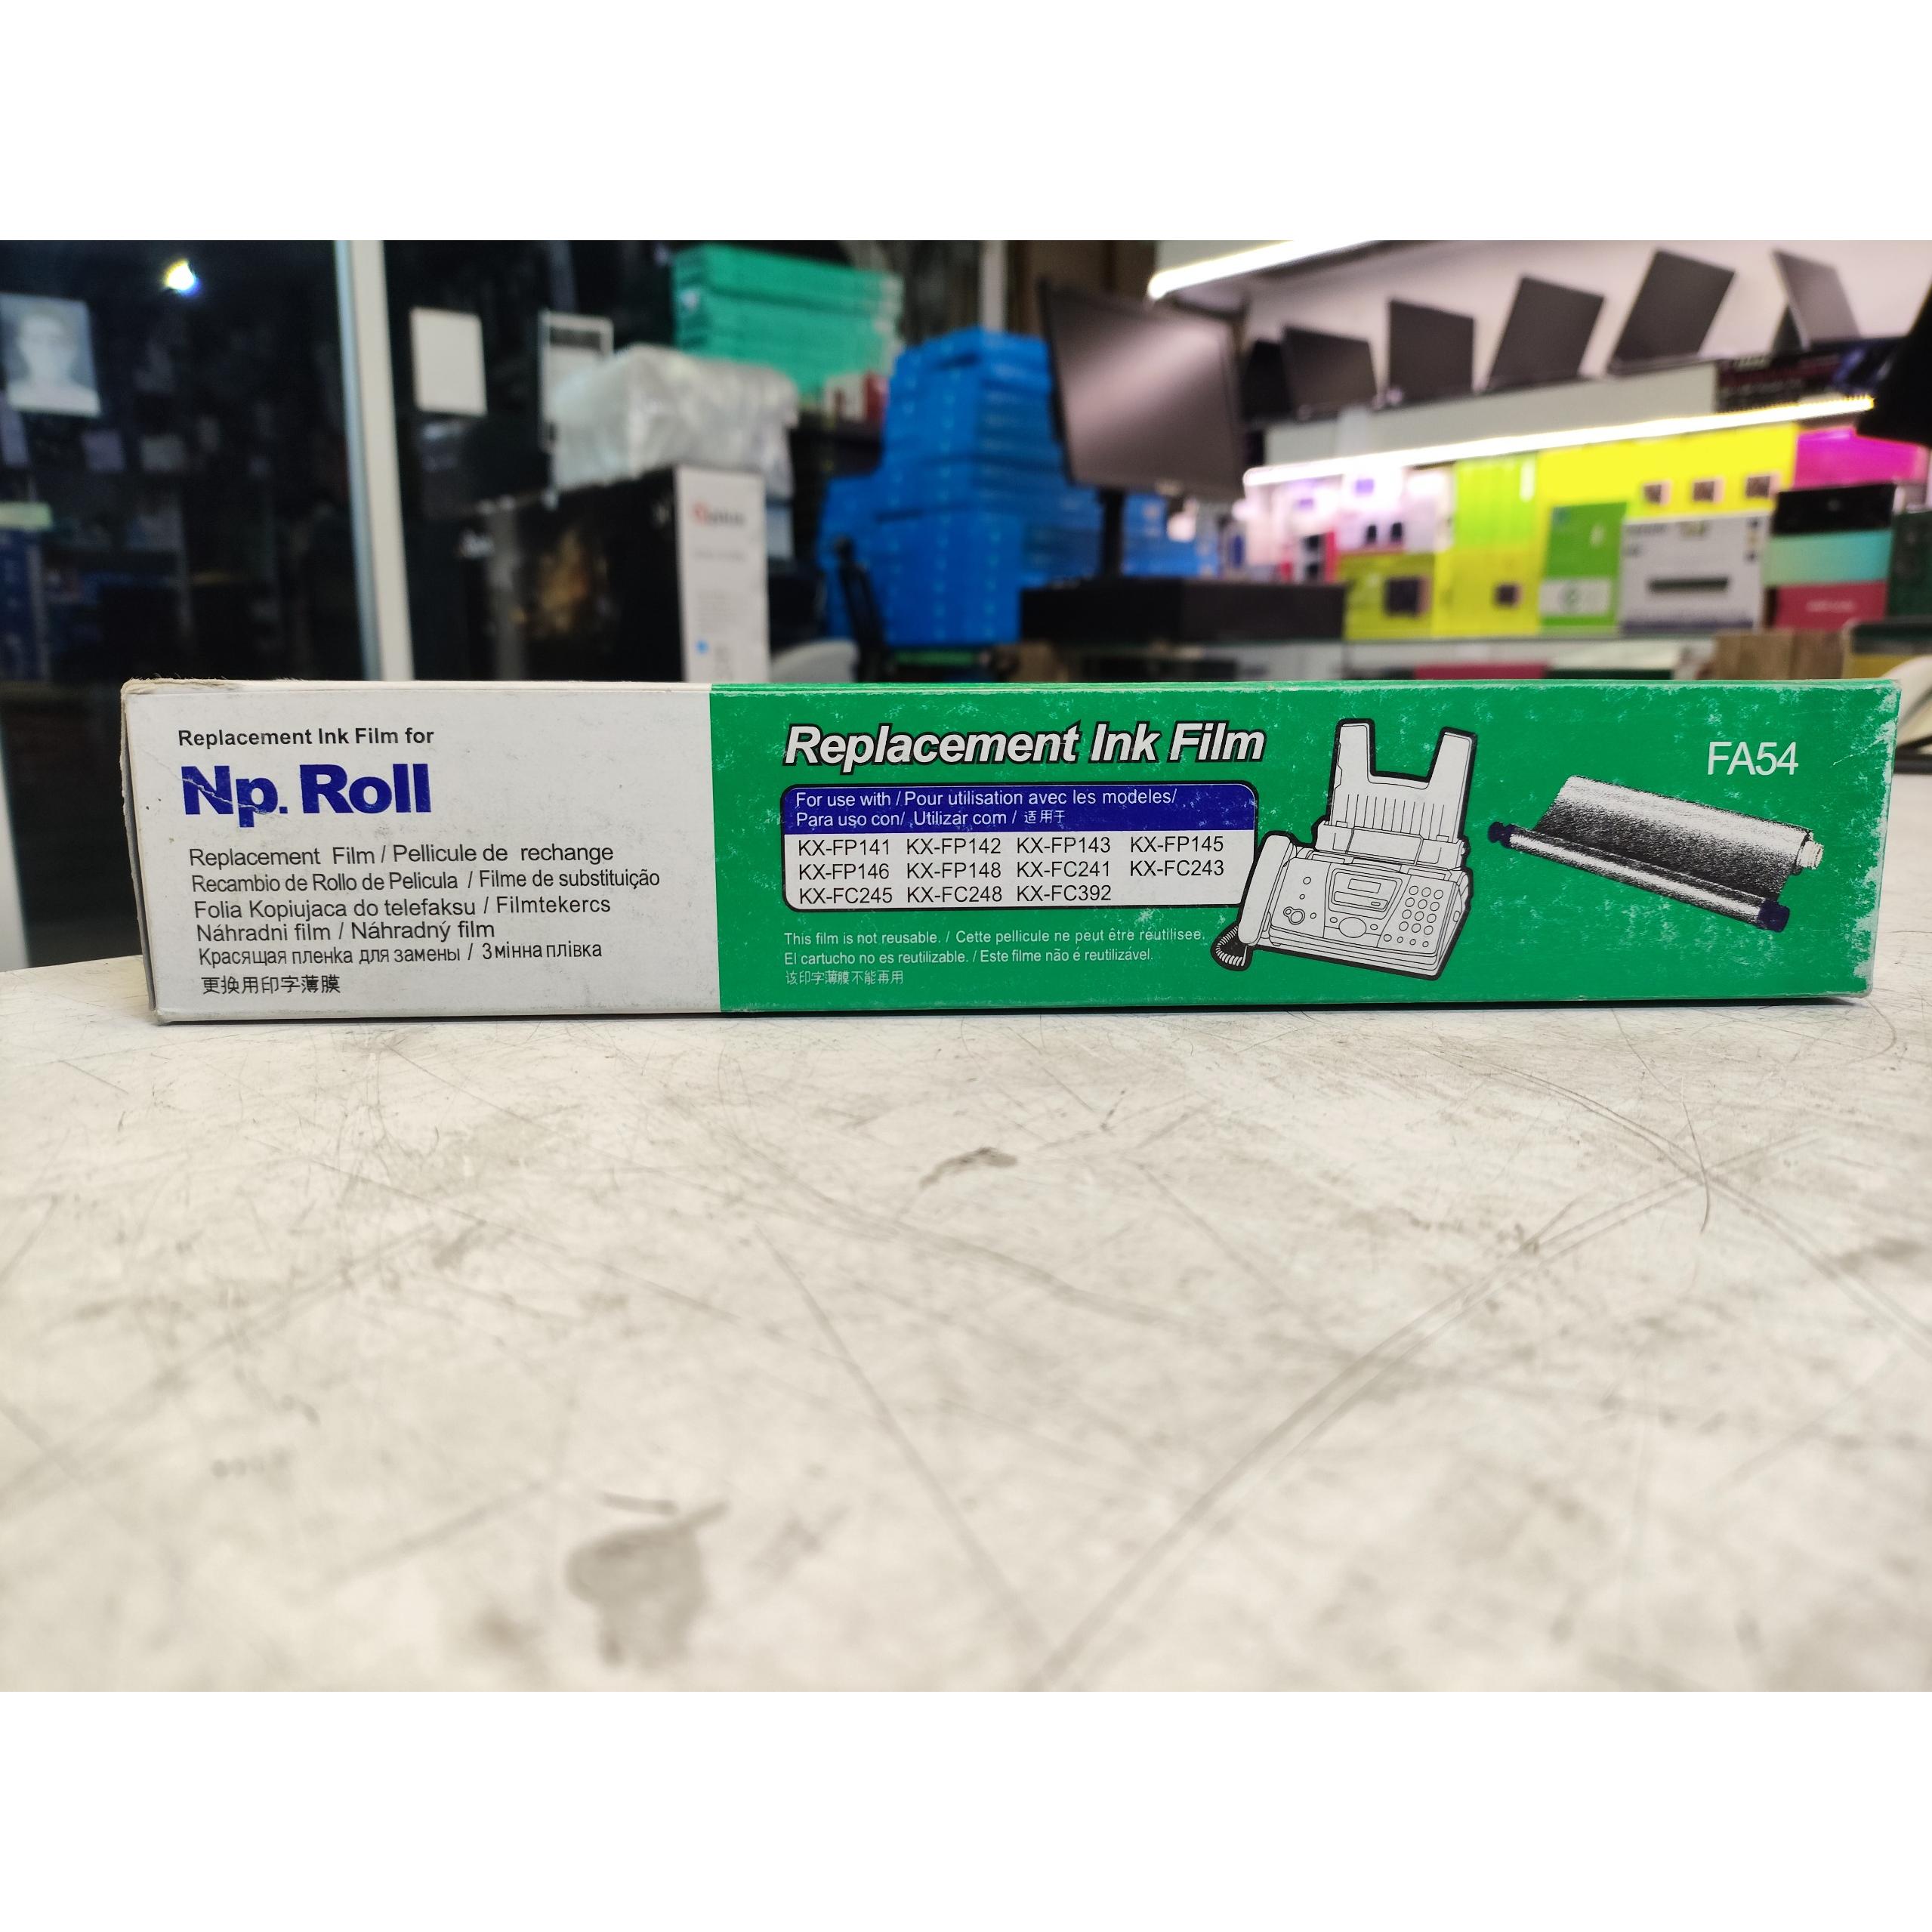 Replacement Ink Film for
Np. Roll
Replacement Film / Pellicule de rechange
Recambio de Rollo de Pelicula / Filme de substituição
Folia Kopiujaca do telefaksu / Filmtekercs
Náhradni film / Náhradný film
Красящая пленка для замены / Змінна плівка
更換用印字薄膜
Replacement Ink Film
For use with / Pour utilisation avec les modeles/
Para uso con/ Utilizar com / 适用于
KX-FP141 KX-FP142 KX-FP143 KX-FP145
KX-FP146 KX-FP148 KX-FC241 KX-FC243
KX-FC245 KX-FC248 KX-FC392
This film is not reusable. / Cette pellicule ne peut être reutilisee.
El cartucho no es reutilizable. / Este filme não é reutilizável.
该印字薄膜不能再用
FA54